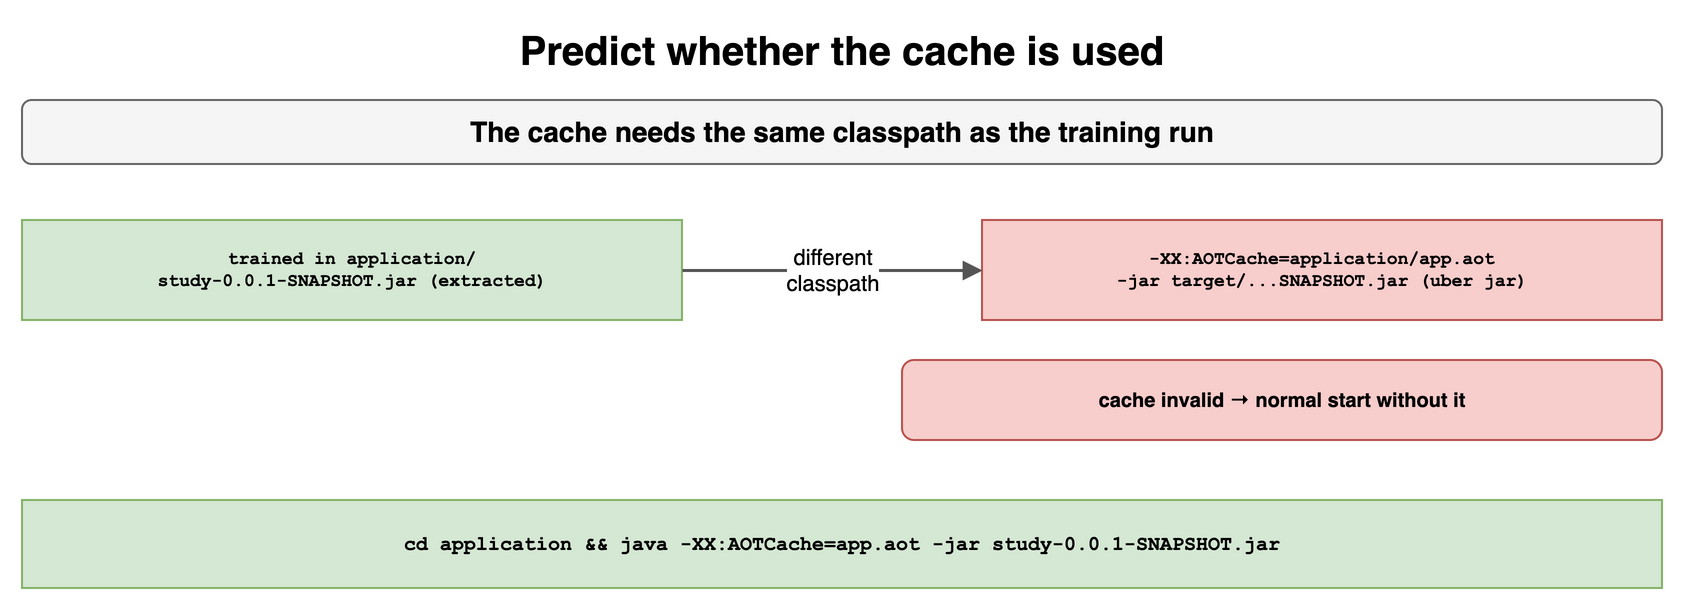 Predict whether the cache is used
The cache needs the same classpath as the training run
trained in application/
study-0.0.1-SNAPSHOT.jar (extracted)
different
classpath
-XX:AOTCache=application/app.aot
-jar target/...SNAPSHOT.jar (uber jar)
cache invalid → normal start without it
cd application && java -XX:AOTCache=app.aot -jar study-0.0.1-SNAPSHOT.jar